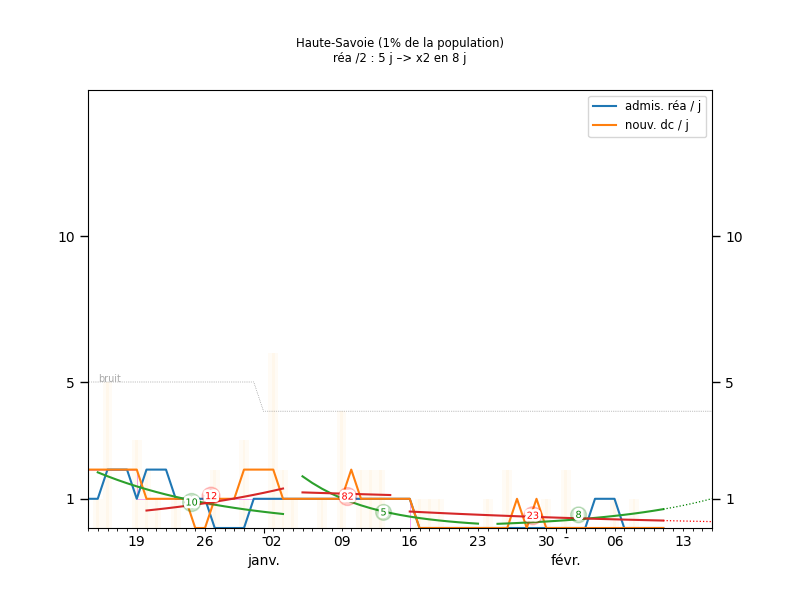 Haute-Savoie (1% de la population)
réa /2 : 5 j –> x2 en 8 j
admis. réa / j
nouv. dc / j
10 10
bruit
5 5
12
10
82
5
23
8
1 1
19 26 02 09 16 23 30 06 13
janv. févr.